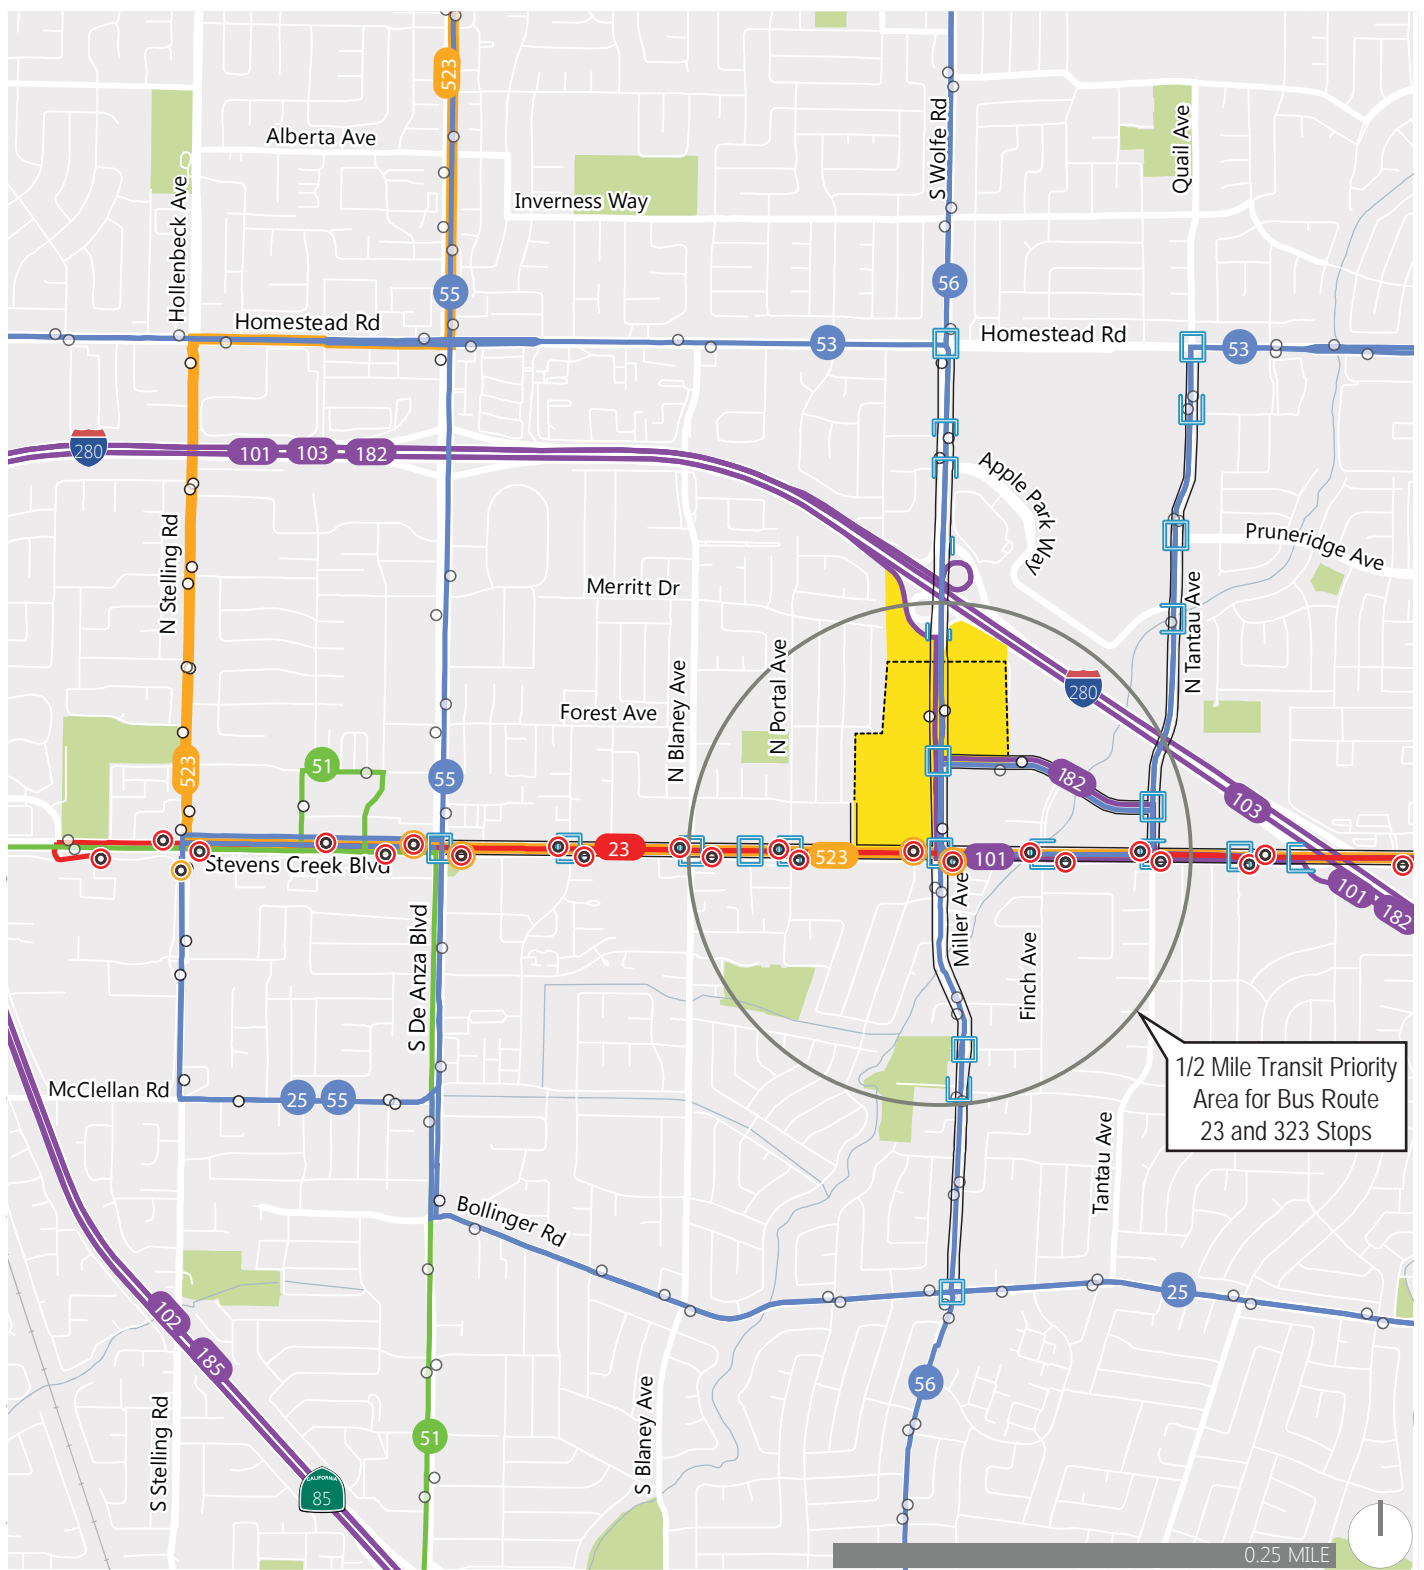 523
Alberta Ave
S Wolfe Rd
Quail Ave
Hollenbeck Ave
Inverness Way
55
56
Homestead Rd
53
Homestead Rd
53
280
101
103
182
Apple Park Way
N Stelling Rd
Pruneridge Ave
Merritt Dr
N Tantau Ave
N Portal Ave
N Blaney Ave
280
Forest Ave
523
51
55
182
103
Stevens Creek Blvd
23
523
101
101
182
S De Anza Blvd
Miller Ave
Finch Ave
1/2 Mile Transit Priority
Area for Bus Route
23 and 323 Stops
McClellan Rd
25
55
Tantau Ave
Bollinger Rd
25
102
185
56
S Stelling Rd
S Blaney Ave
51
CALIFORNIA
85
0.25 MILE